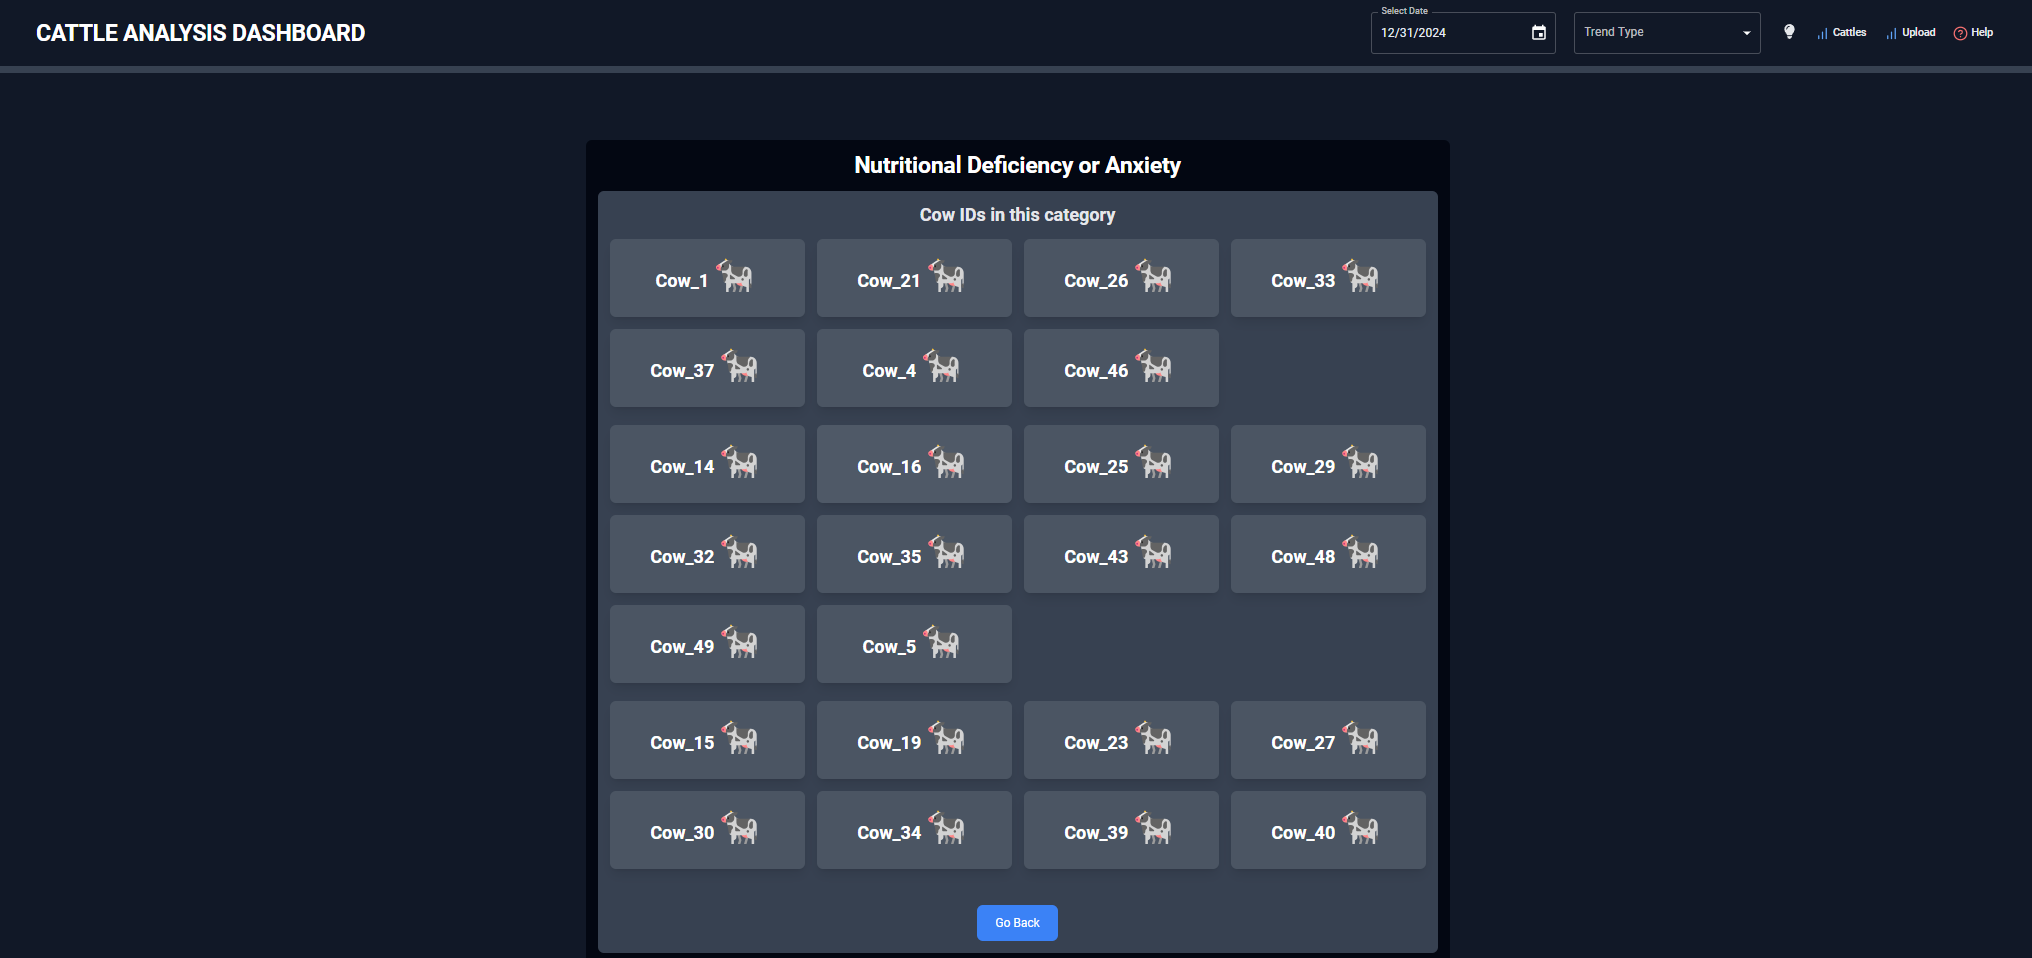 CATTLE ANALYSIS DASHBOARD
Select Date
12/31/2024
Trend Type
Cattles
Upload
Help
Nutritional Deficiency or Anxiety
Cow IDs in this category
Cow_1
Cow_21
Cow_26
Cow_33
Cow_37
Cow_4
Cow_46
Cow_14
Cow_16
Cow_25
Cow_29
Cow_32
Cow_35
Cow_43
Cow_48
Cow_49
Cow_5
Cow_15
Cow_19
Cow_23
Cow_27
Cow_30
Cow_34
Cow_39
Cow_40
Go Back